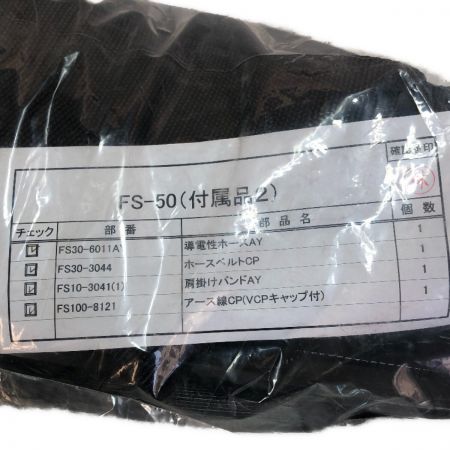 確認印
FS-50(付属品2)
チェック 部番 部品名 個数
FS30-6011AY 導電性ホースAY 1
FS30-3044 ホースベルトCP 1
FS10-3041(1) 肩掛けバンドAY 1
FS100-8121 アース線CP(VCPキャップ付) 1